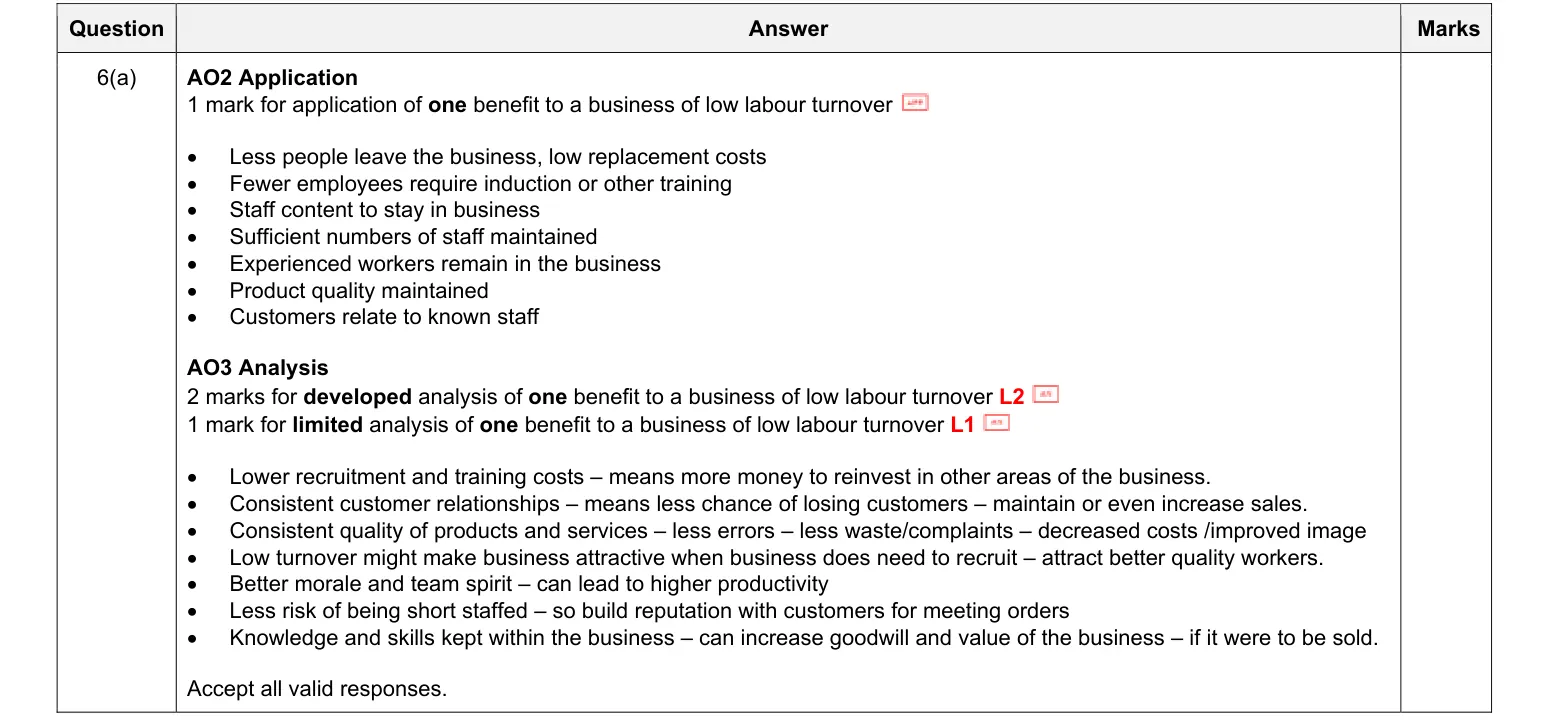 Question Answer Marks
6(a) AO2 Application
1 mark for application of one benefit to a business of low labour turnover
• Less people leave the business, low replacement costs
• Fewer employees require induction or other training
• Staff content to stay in business
• Sufficient numbers of staff maintained
• Experienced workers remain in the business
• Product quality maintained
• Customers relate to known staff
AO3 Analysis
2 marks for developed analysis of one benefit to a business of low labour turnover L2
1 mark for limited analysis of one benefit to a business of low labour turnover L1
• Lower recruitment and training costs – means more money to reinvest in other areas of the business.
• Consistent customer relationships – means less chance of losing customers – maintain or even increase sales.
• Consistent quality of products and services – less errors – less waste/complaints – decreased costs /improved image
• Low turnover might make business attractive when business does need to recruit – attract better quality workers.
• Better morale and team spirit – can lead to higher productivity
• Less risk of being short staffed – so build reputation with customers for meeting orders
• Knowledge and skills kept within the business – can increase goodwill and value of the business – if it were to be sold.
Accept all valid responses.